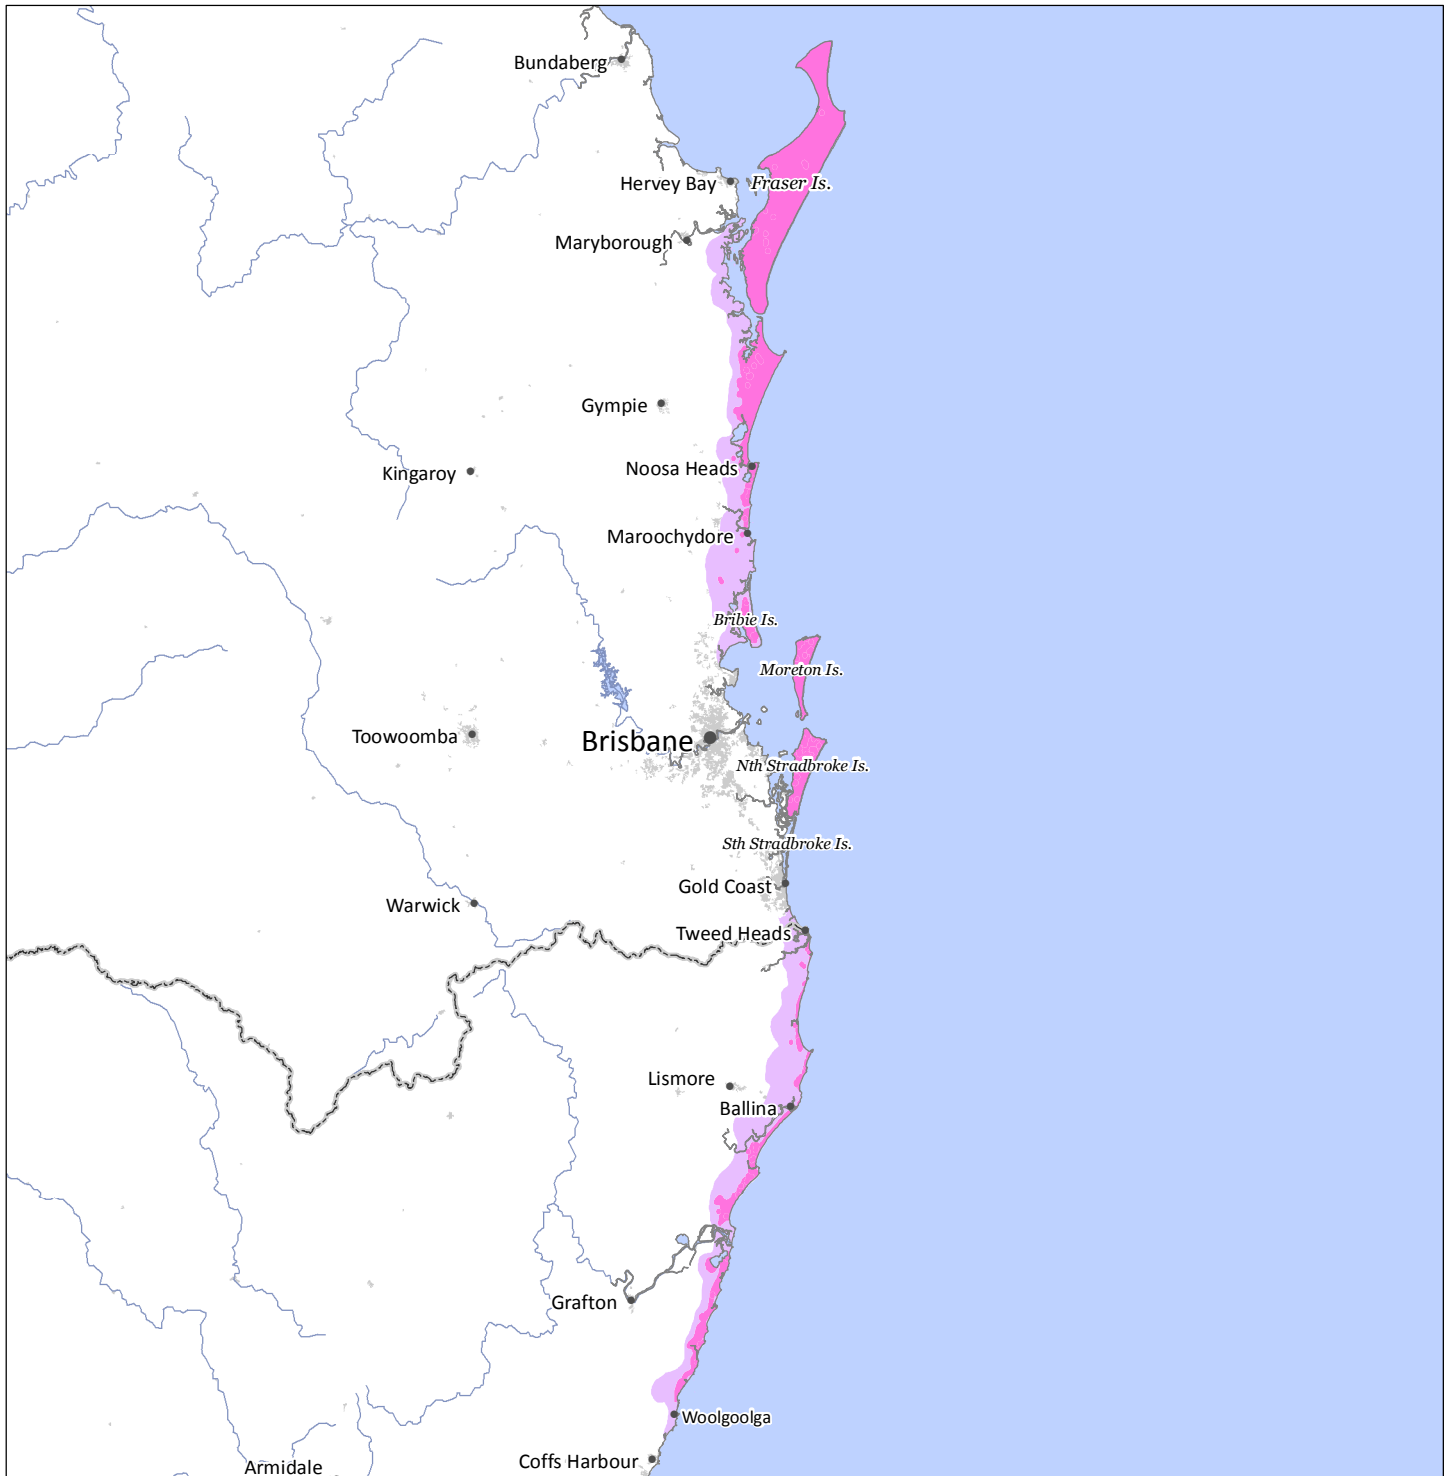 Bundaberg
Hervey Bay
Fraser Is.
Maryborough
Gympie
Noosa Heads
Kingaroy
Maroochydore
Bribie Is.
Moreton Is.
Toowoomba
Brisbane
Nth Stradbroke Is.
Sth Stradbroke Is.
Gold Coast
Warwick
Tweed Heads
Lismore
Ballina
Grafton
Woolgoolga
Coffs Harbour
Armidale